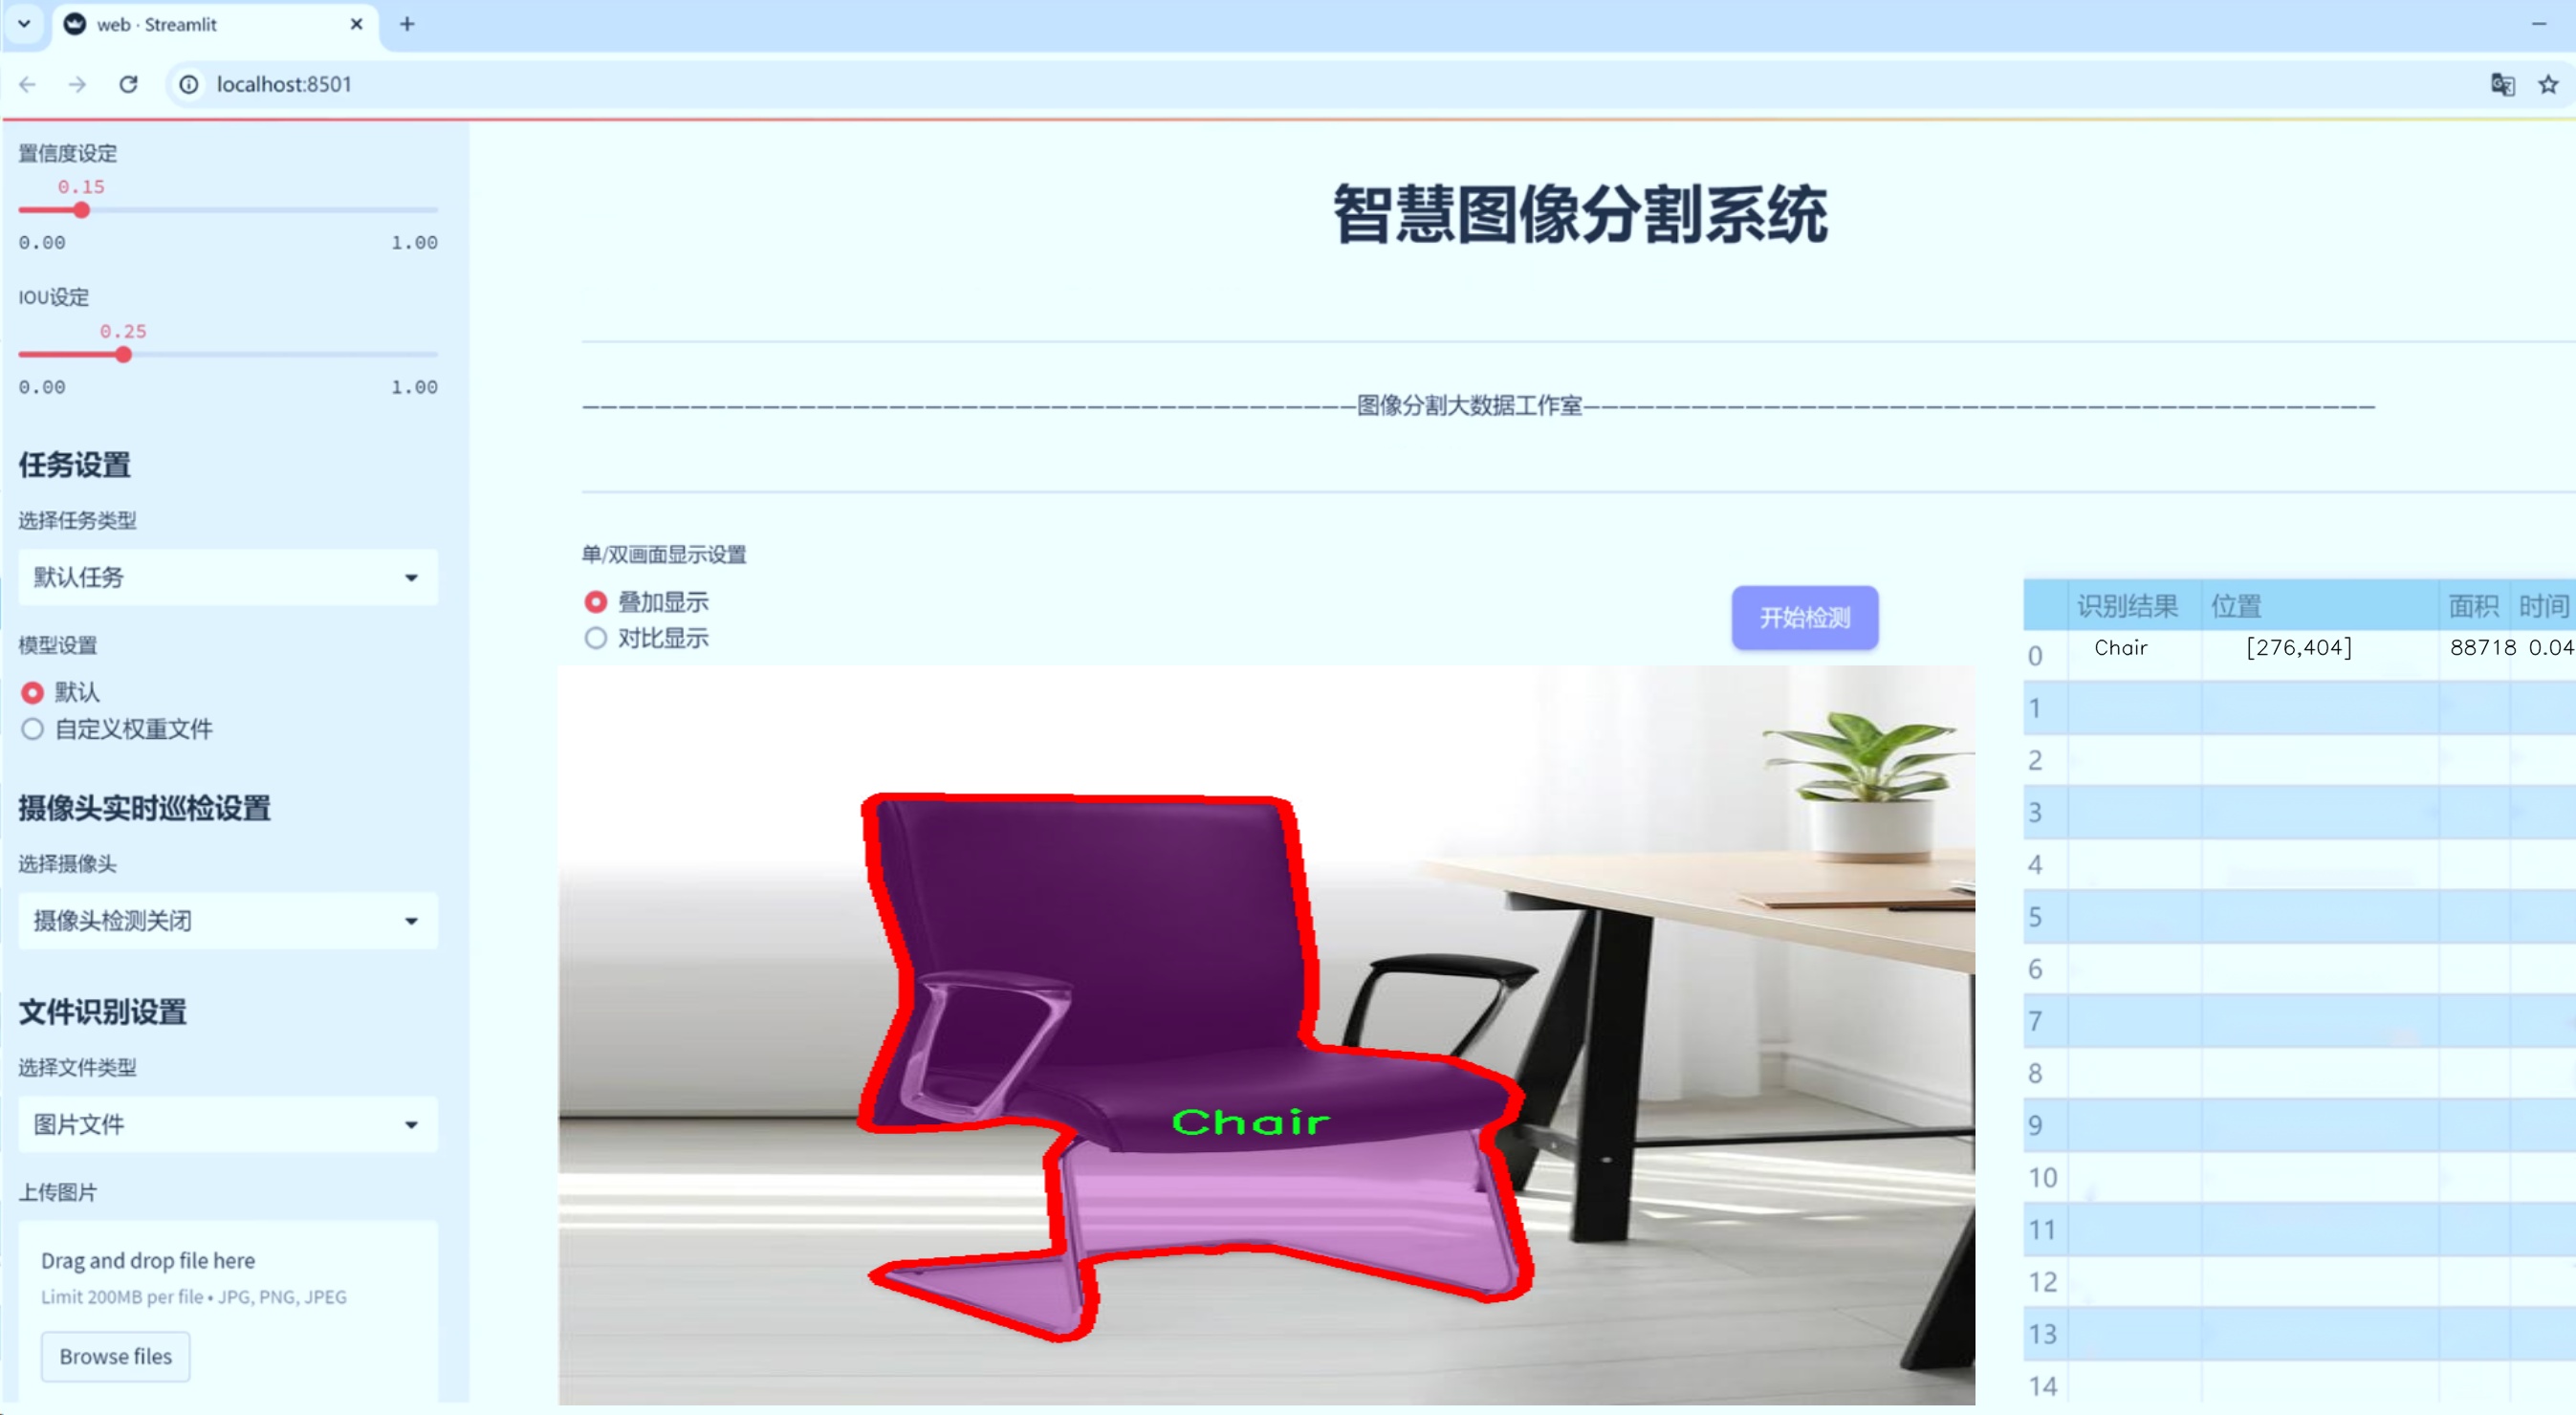 web · Streamlit
localhost:8501
置信度设定
0.15
0.00 1.00
IOU设定
0.25
0.00 1.00
任务设置
选择任务类型
默认任务
模型设置
默认
自定义权重文件
摄像头实时巡检设置
选择摄像头
摄像头检测关闭
文件识别设置
选择文件类型
图片文件
上传图片
Drag and drop file here
Limit 200MB per file • JPG, PNG, JPEG
Browse files
智慧图像分割系统
———————————————————————————————————————————图像分割大数据工作室————————————————————————————————————————————
单/双画面显示设置
叠加显示
对比显示
开始检测
Chair
识别结果 位置 面积 时间
0 Chair [276,404] 88718 0.04
1
2
3
4
5
6
7
8
9
10
11
12
13
14